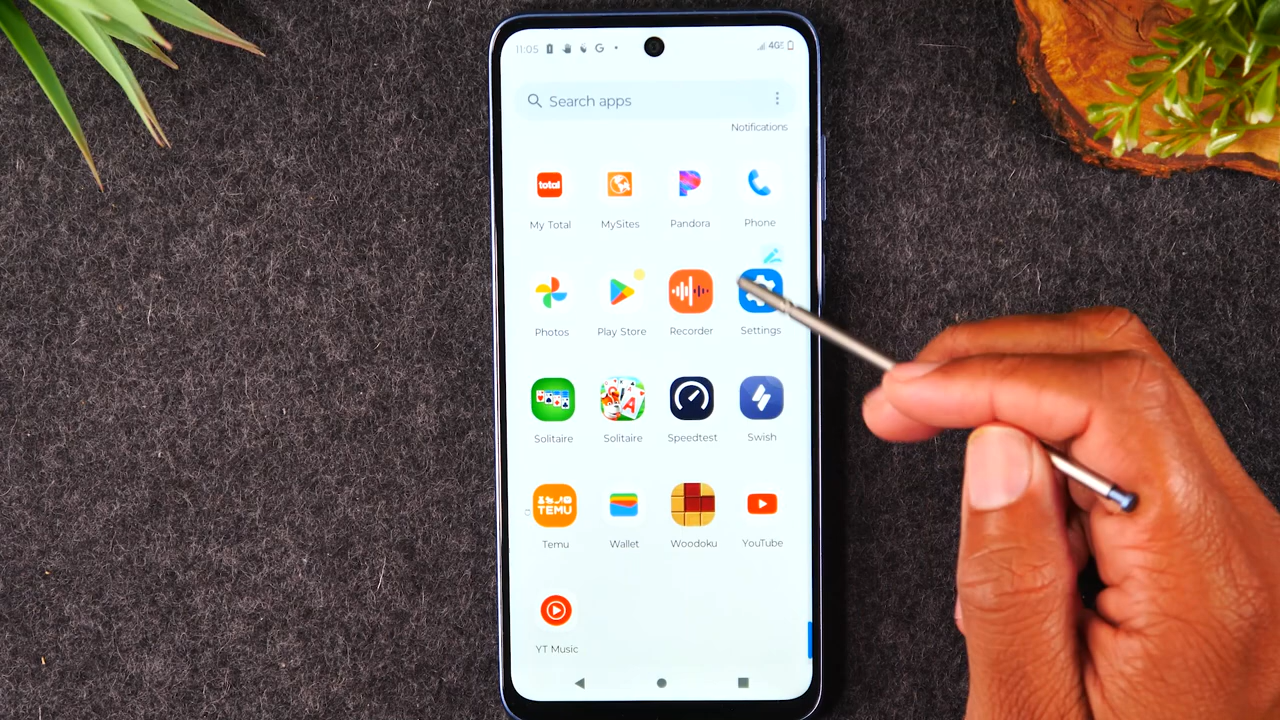 11:05 G 4G
Search apps
Notifications
total
My Total MySites Pandora Phone
Photos Play Store Recorder Settings
A
Solitaire Solitaire Speedtest Swish
TEMU
Temu Wallet Woodoku YouTube
YT Music